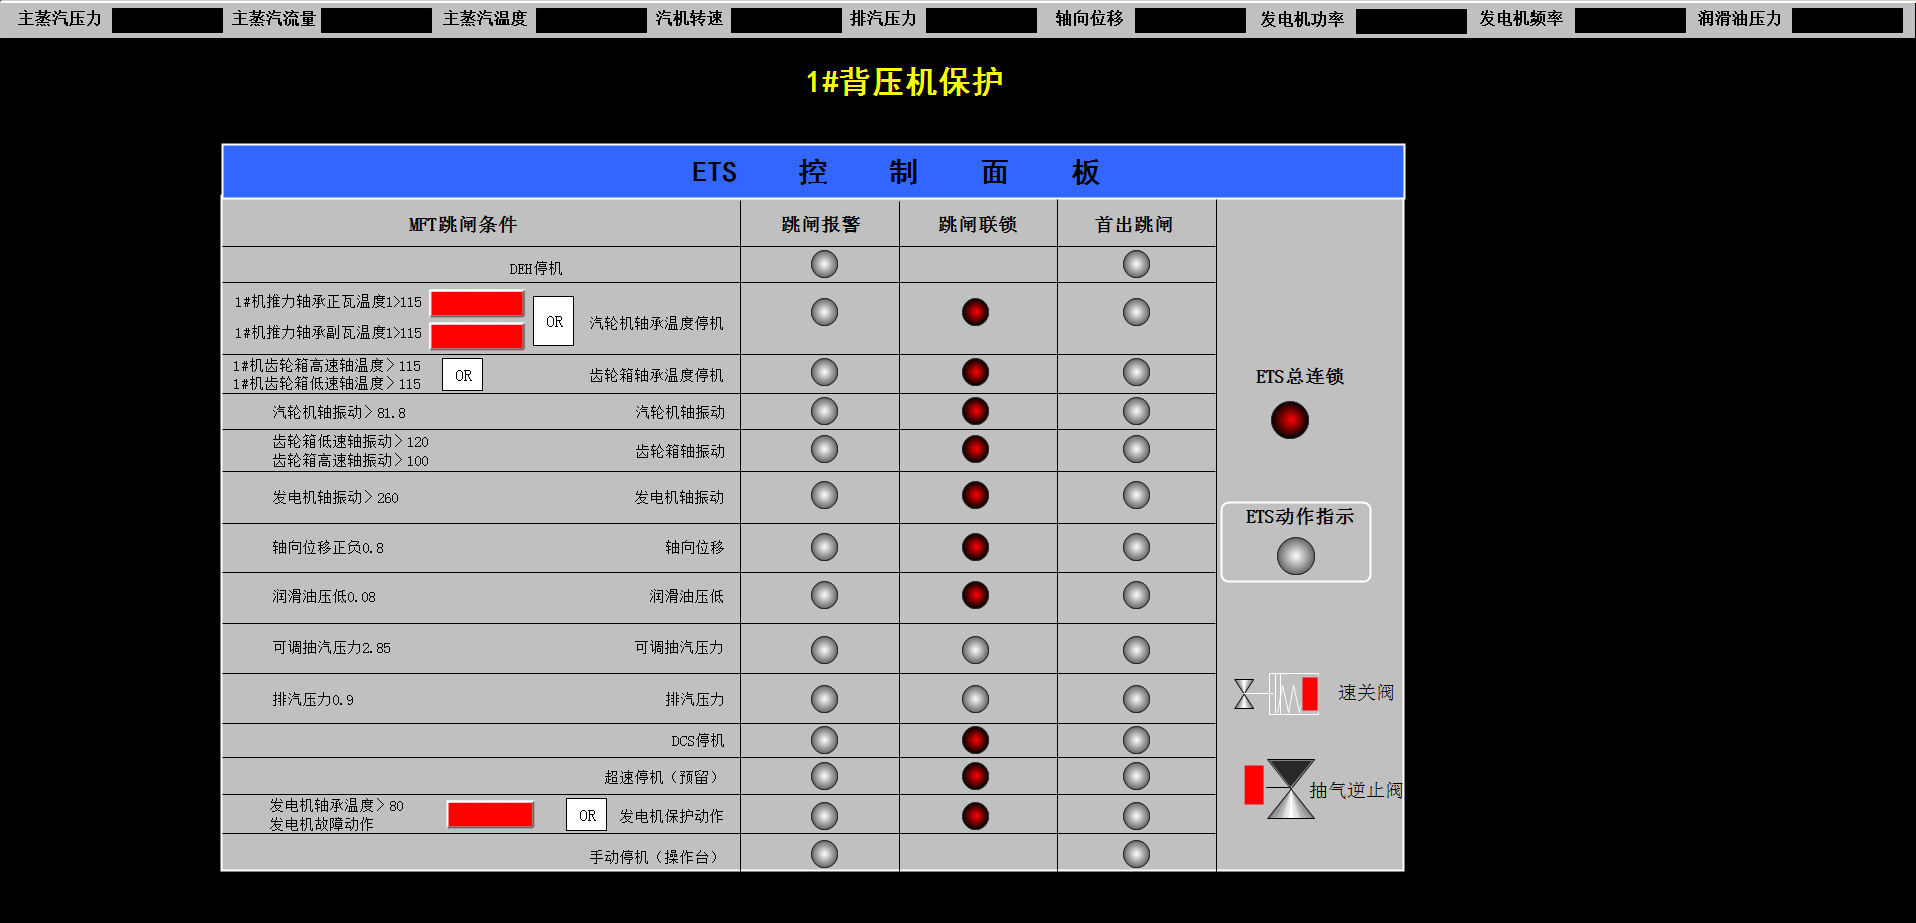 主蒸汽压力 主蒸汽流量 主蒸汽温度 汽机转速 排汽压力 轴向位移 发电机功率 发电机频率 润滑油压力
1#背压机保护
ETS 控 制 面 板
MFT跳闸条件 跳闸报警 跳闸联锁 首出跳闸
DEH停机
1#机推力轴承正瓦温度1>115
1#机推力轴承副瓦温度1>115
OR 汽轮机轴承温度停机
1#机齿轮箱高速轴温度>115
1#机齿轮箱低速轴温度>115
OR 齿轮箱轴承温度停机
汽轮机轴振动>81.8 汽轮机轴振动
齿轮箱低速轴振动>120
齿轮箱高速轴振动>100
齿轮箱轴振动
发电机轴振动>260 发电机轴振动
轴向位移正负0.8 轴向位移
润滑油压低0.08 润滑油压低
可调抽汽压力2.85 可调抽汽压力
排汽压力0.9 排汽压力
DCS停机
超速停机（预留）
发电机轴承温度>80
发电机故障动作
OR 发电机保护动作
手动停机（操作台）
ETS总连锁
ETS动作指示
速关阀
抽气逆止阀